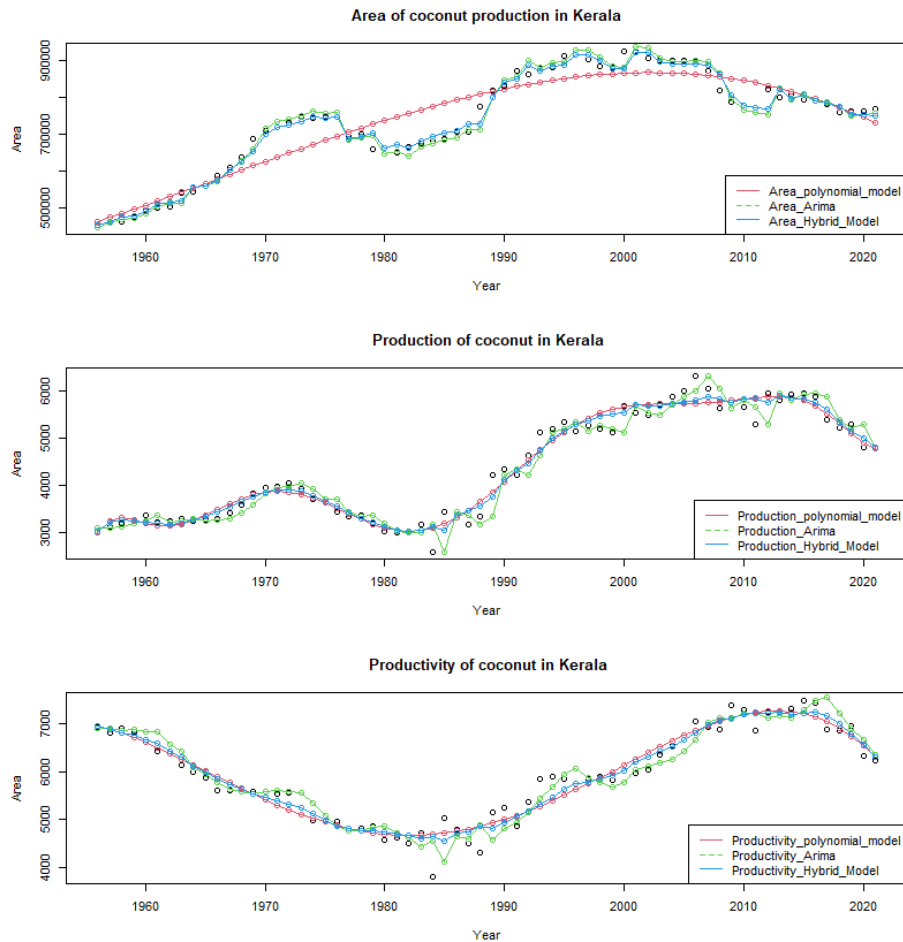 Area of coconut production in Kerala
Area
900000
700000
500000
Area_polynomial_model
Area_Arima
Area_Hybrid_Model
1960 1970 1980 1990 2000 2010 2020
Year
Production of coconut in Kerala
Area
6000
5000
4000
3000
Production_polynomial_model
Production_Arima
Production_Hybrid_Model
1960 1970 1980 1990 2000 2010 2020
Year
Productivity of coconut in Kerala
Area
7000
6000
5000
4000
Productivity_polynomial_model
Productivity_Arima
Productivity_Hybrid_Model
1960 1970 1980 1990 2000 2010 2020
Year